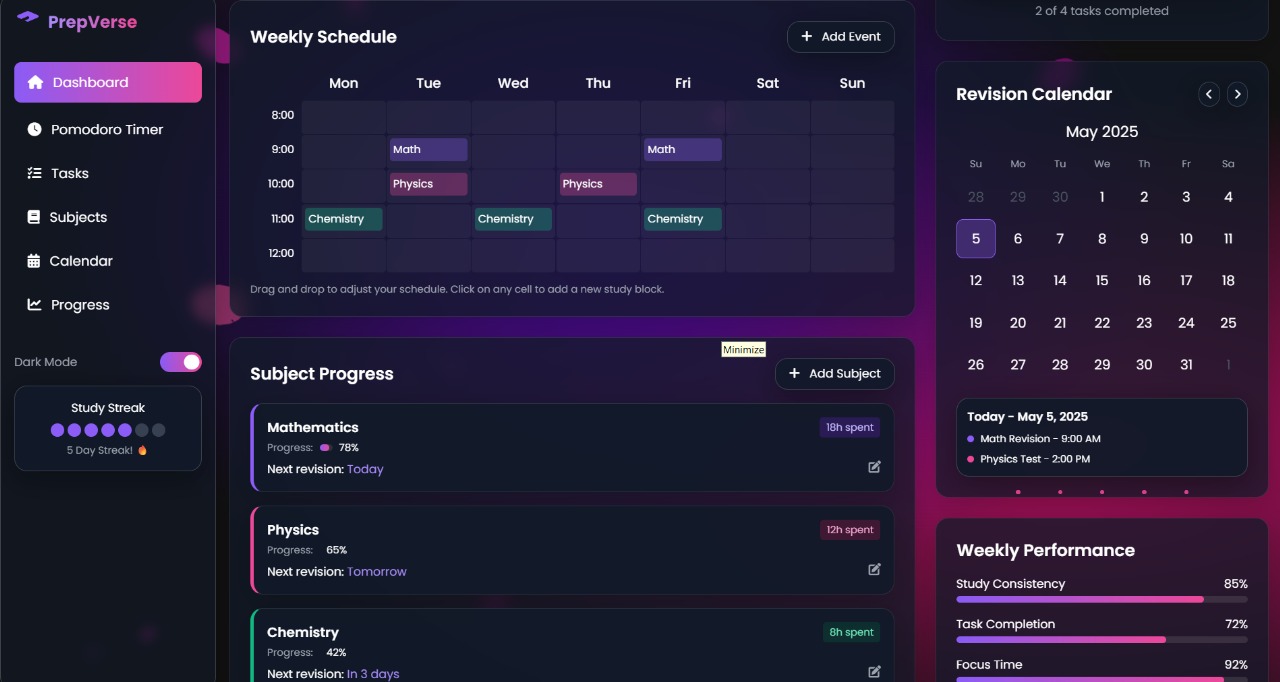 PrepVerse
Dashboard
Pomodoro Timer
Tasks
Subjects
Calendar
Progress
Dark Mode
Study Streak
5 Day Streak! 🔥
Weekly Schedule
+ Add Event
Mon Tue Wed Thu Fri Sat Sun
8:00
9:00 Math Math
10:00 Physics Physics
11:00 Chemistry Chemistry Chemistry
12:00
Drag and drop to adjust your schedule. Click on any cell to add a new study block.
Minimize
Subject Progress
+ Add Subject
Mathematics
18h spent
Progress: 78%
Next revision: Today
Physics
12h spent
Progress: 65%
Next revision: Tomorrow
Chemistry
8h spent
Progress: 42%
Next revision: In 3 days
2 of 4 tasks completed
Revision Calendar
May 2025
Su Mo Tu We Th Fr Sa
28 29 30 1 2 3 4
5 6 7 8 9 10 11
12 13 14 15 16 17 18
19 20 21 22 23 24 25
26 27 28 29 30 31 1
Today - May 5, 2025
Math Revision - 9:00 AM
Physics Test - 2:00 PM
Weekly Performance
Study Consistency 85%
Task Completion 72%
Focus Time 92%